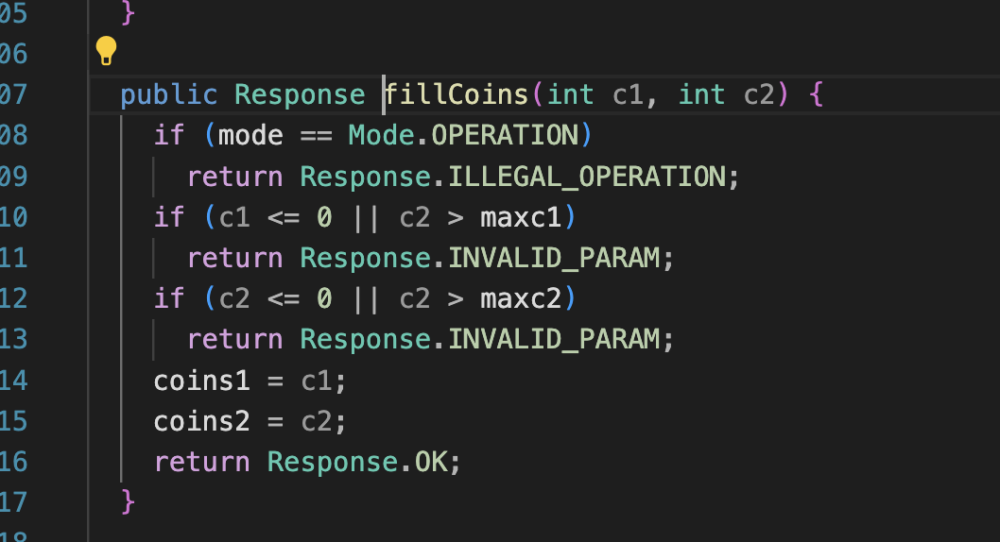 05 }
06
07 public Response fillCoins(int c1, int c2) {
08 if (mode == Mode.OPERATION)
09 return Response.ILLEGAL_OPERATION;
10 if (c1 <= 0 || c2 > maxc1)
11 return Response.INVALID_PARAM;
12 if (c2 <= 0 || c2 > maxc2)
13 return Response.INVALID_PARAM;
14 coins1 = c1;
15 coins2 = c2;
16 return Response.OK;
17 }
18